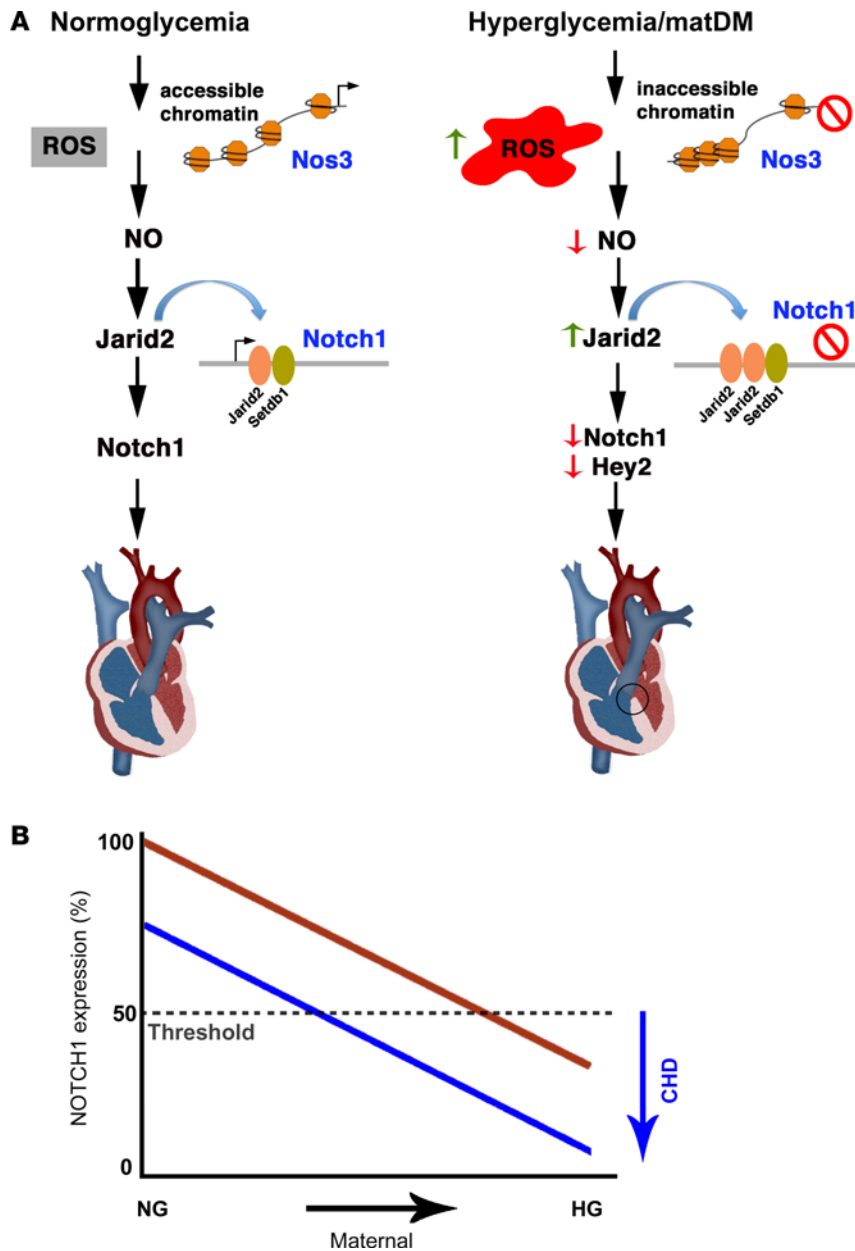 A
Normoglycemia
accessible
chromatin
ROS
Nos3
NO
Jarid2
Notch1
Jarid2
Setdb1
Notch1
Hyperglycemia/matDM
inaccessible
chromatin
↑
ROS
Nos3
↓ NO
↑Jarid2
Notch1
Jarid2
Jarid2
Setdb1
↓Notch1
↓ Hey2
B
NOTCH1 expression (%)
100
50
0
Threshold
CHD
NG
HG
Maternal